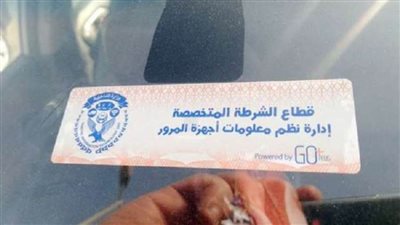 قطاع الشرطة المتخصصة
إدارة نظم معلومات أجهزة المرور
Powered by GO